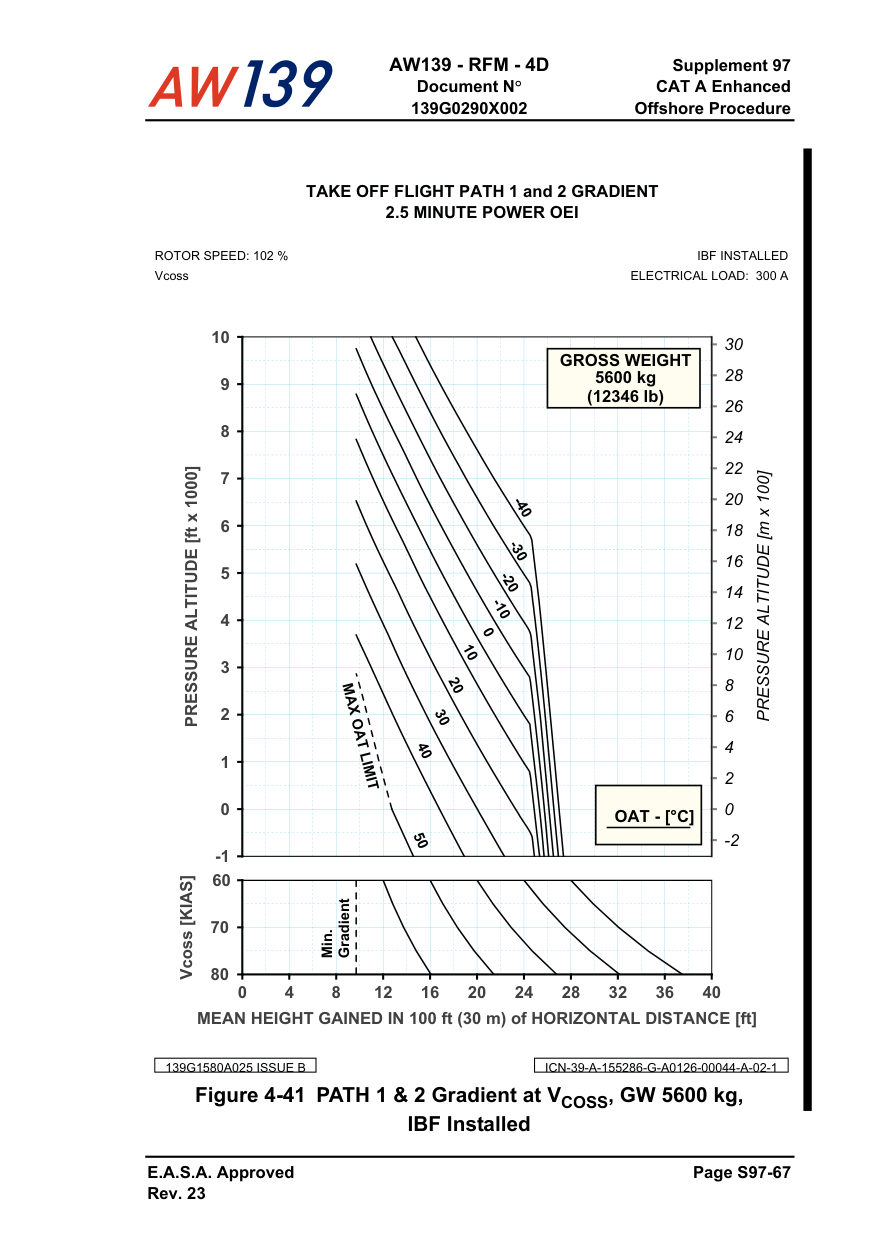 AW139
AW139 - RFM - 4D
Document N°
139G0290X002
Supplement 97
CAT A Enhanced
Offshore Procedure
TAKE OFF FLIGHT PATH 1 and 2 GRADIENT
2.5 MINUTE POWER OEI
ROTOR SPEED: 102 %
IBF INSTALLED
Vcoss
ELECTRICAL LOAD: 300 A
GROSS WEIGHT
5600 kg
(12346 lb)
PRESSURE ALTITUDE [ft x 1000]
10
9
8
7
6
5
4
3
2
1
0
-1
30
28
26
24
22
20
18
16
14
12
10
8
6
4
2
0
-2
PRESSURE ALTITUDE [m x 100]
-40
-30
-20
-10
0
10
20
30
40
50
MAX OAT LIMIT
OAT - [°C]
Vcoss [KIAS]
60
70
80
Min.
Gradient
0 4 8 12 16 20 24 28 32 36 40
MEAN HEIGHT GAINED IN 100 ft (30 m) of HORIZONTAL DISTANCE [ft]
139G1580A025 ISSUE B
ICN-39-A-155286-G-A0126-00044-A-02-1
Figure 4-41 PATH 1 & 2 Gradient at VCOSS, GW 5600 kg,
IBF Installed
E.A.S.A. Approved
Page S97-67
Rev. 23